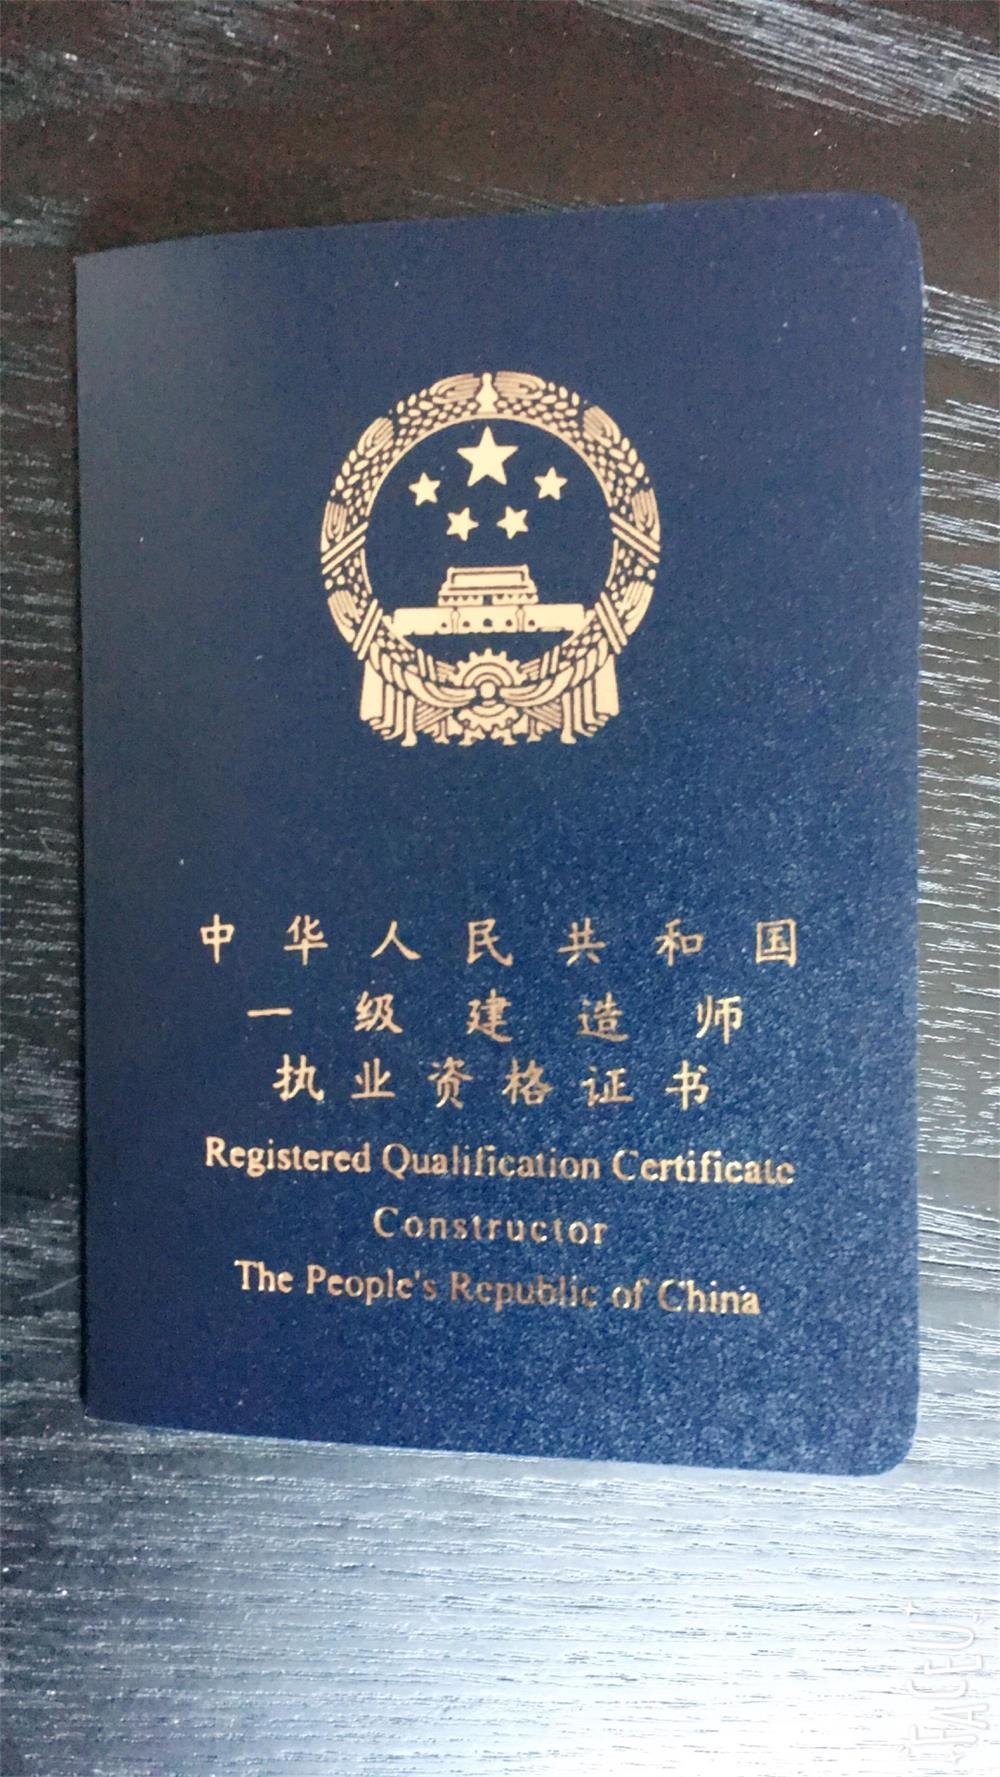 中华人民共和国
一级建造师
执业资格证书
Registered Qualification Certificate
Constructor
The People's Republic of China
FACEU